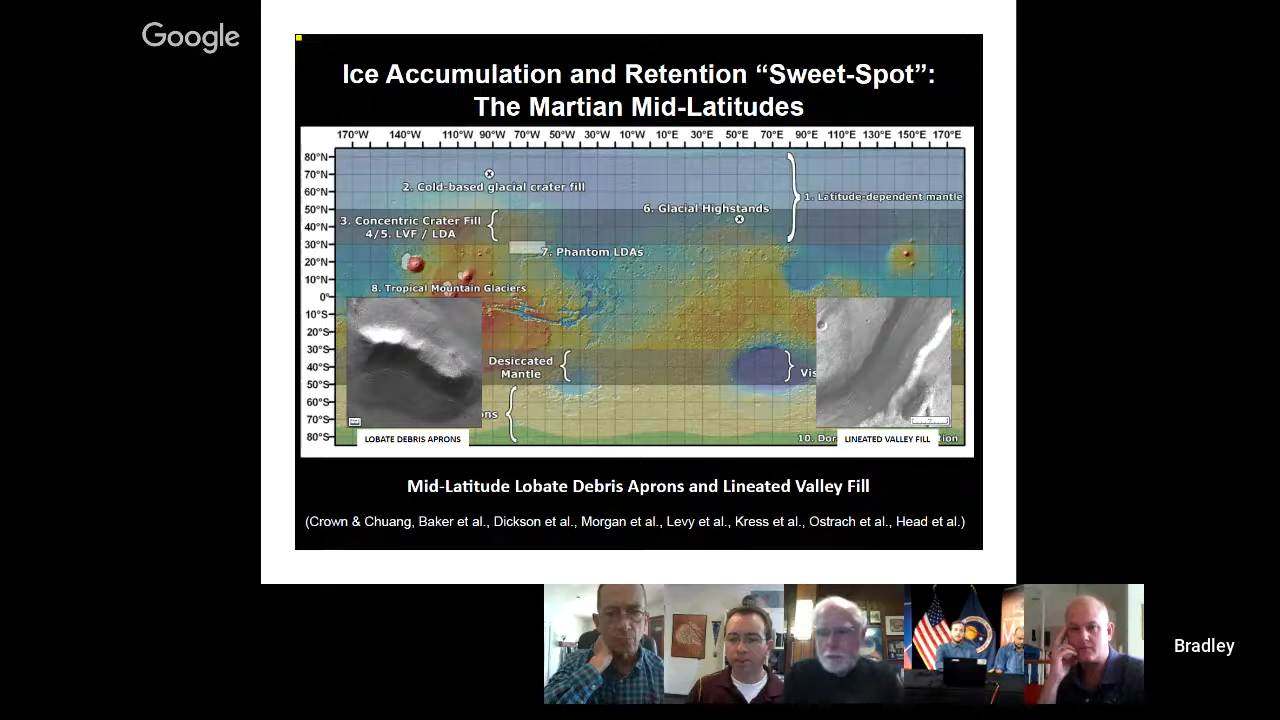 Google
Ice Accumulation and Retention “Sweet-Spot”:
The Martian Mid-Latitudes
170°W 140°W 110°W 90°W 70°W 50°W 30°W 10°W 10°E 30°E 50°E 70°E 90°E 110°E 130°E 150°E 170°E
80°N
70°N
2. Cold-based glacial crater fill
60°N
1. Latitude-dependent mantle
50°N
6. Glacial Highstands
3. Concentric Crater Fill
40°N
4/5. LVF / LDA
30°N
7. Phantom LDAs
20°N
10°N
8. Tropical Mountain Glaciers
0°
10°S
20°S
30°S
Desiccated
40°S
Mantle
Vis
50°S
60°S
ons
70°S
80°S
10. Dor
tion
LOBATE DEBRIS APRONS
LINEATED VALLEY FILL
Mid-Latitude Lobate Debris Aprons and Lineated Valley Fill
(Crown & Chuang, Baker et al., Dickson et al., Morgan et al., Levy et al., Kress et al., Ostrach et al., Head et al.)
Bradley